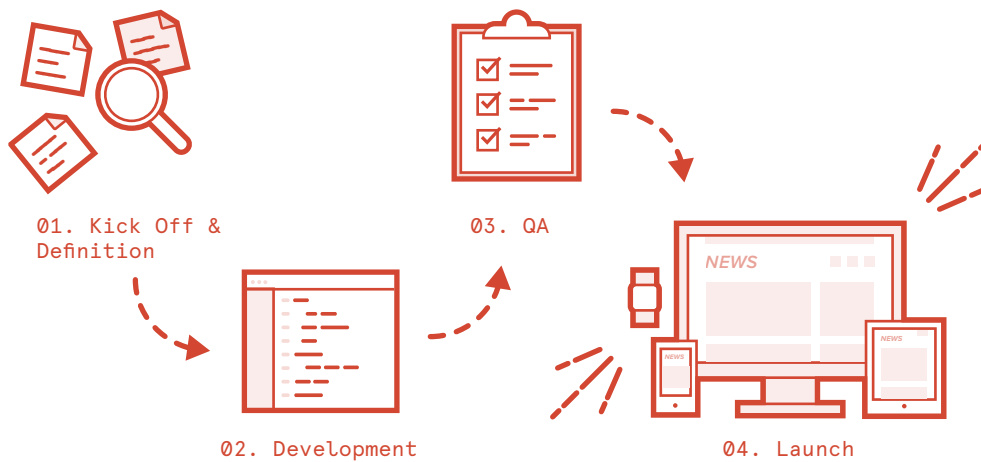 01. Kick Off &
Definition
02. Development
03. QA
04. Launch
NEWS
NEWS
NEWS